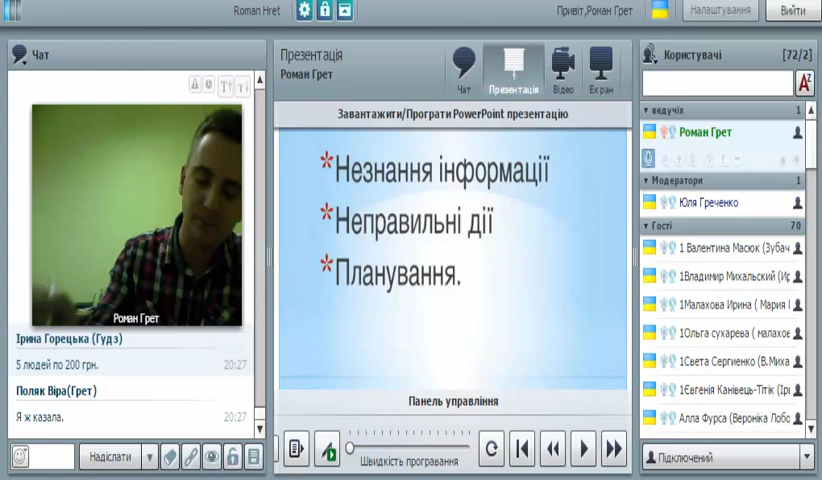 Roman Hret
Привіт,Роман Грет
Налаштування
Вийти
Чат
Роман Грет
Ірина Горецька (Гудз)
5 людей по 200 грн.
20:27
Поляк Віра(Грет)
Я ж казала.
20:27
Надіслати
Презентація
Роман Грет
Чат
Презентація
Відео
Екран
Завантажити/Програти PowerPoint презентацію
*Незнання інформації
*Неправильні дії
*Планування.
Панель управління
Швидкість програвання
Користувачі
[72/2]
ведучіх 1
Роман Грет
Модератори 1
Юля Греченко
Гості 70
1 Валентина Масюк (Зубач
1Владимир Михальский (Ир
1Малахова Ирина ( Мария
1Ольга сухарева ( малахов
1Света Сергиенко (В.Миха
1Євгенія Канівець-Тітік (Ірі
Алла Фурса (Вероніка Лобо
Підключений